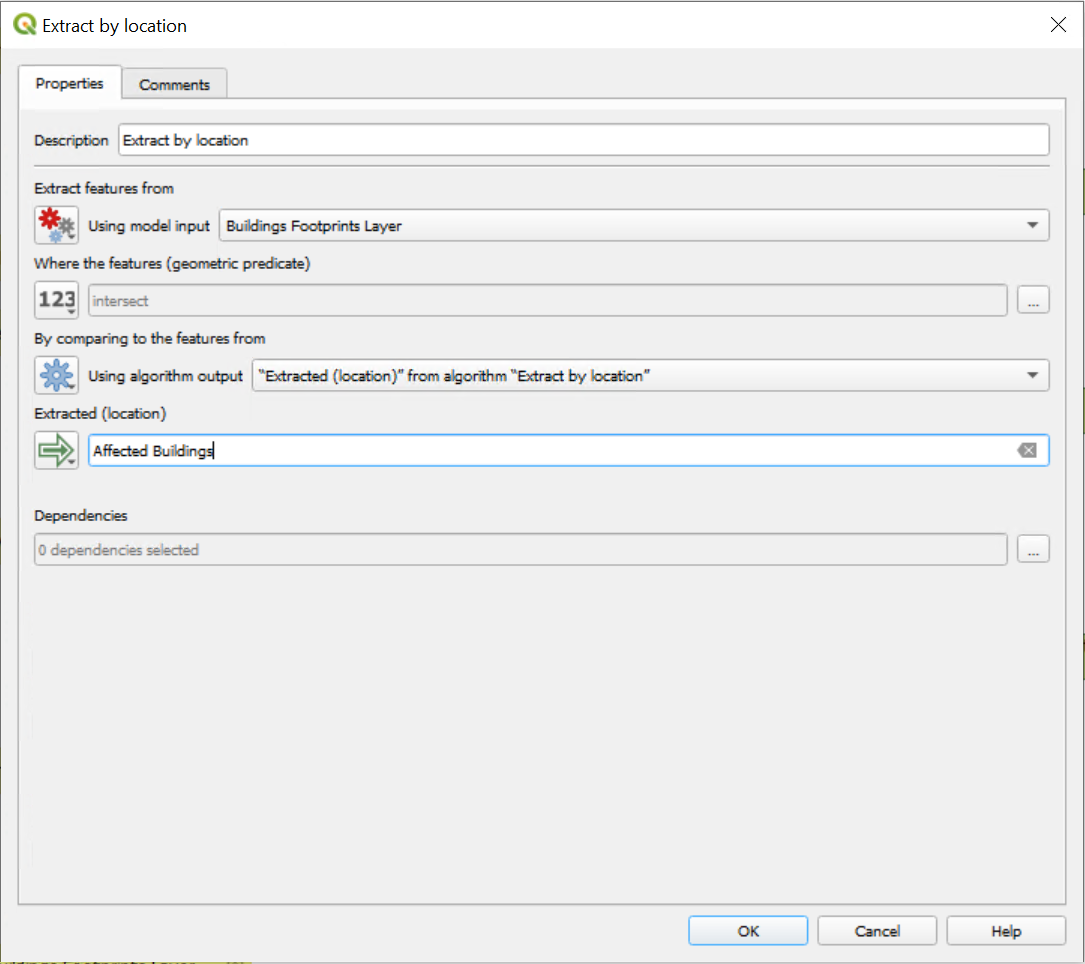 Extract by location
Properties
Comments
Description
Extract by location
Extract features from
Using model input
Buildings Footprints Layer
Where the features (geometric predicate)
123
intersect
...
By comparing to the features from
Using algorithm output
“Extracted (location)” from algorithm “Extract by location”
Extracted (location)
Affected Buildings
Dependencies
0 dependencies selected
...
OK
Cancel
Help